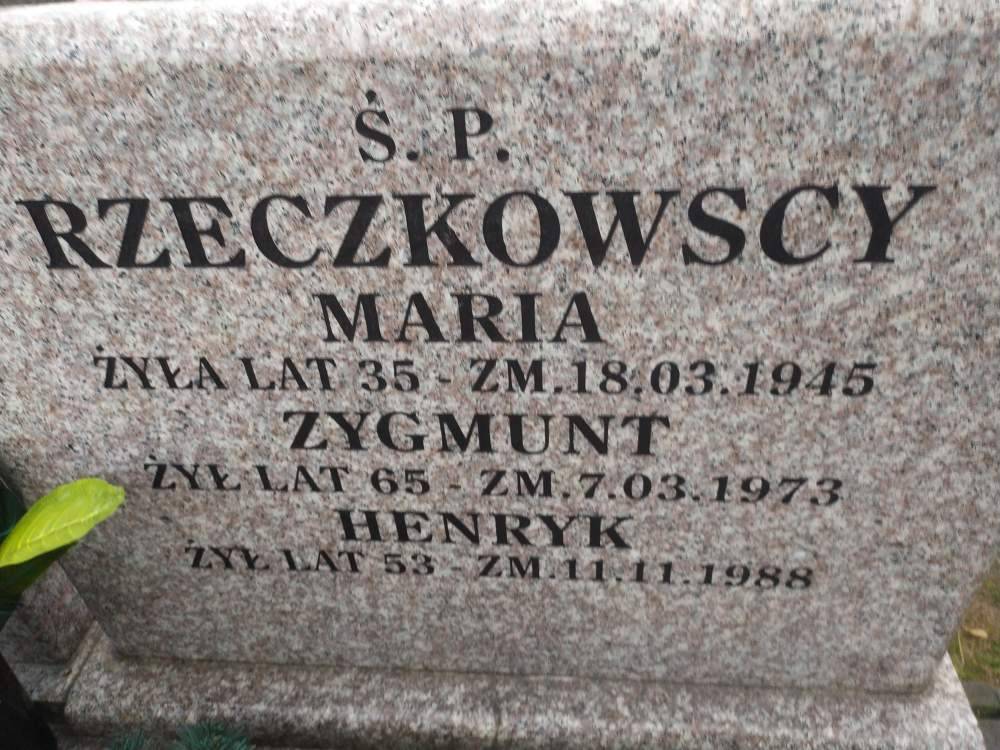 Ś. P.
RZECZKOWSCY
MARIA
ŻYŁA LAT 35 - ZM.18.03.1945
ZYGMUNT
ŻYŁ LAT 65 - ZM.7.03.1973
HENRYK
ŻYŁ LAT 53 - ZM.11.11.1988